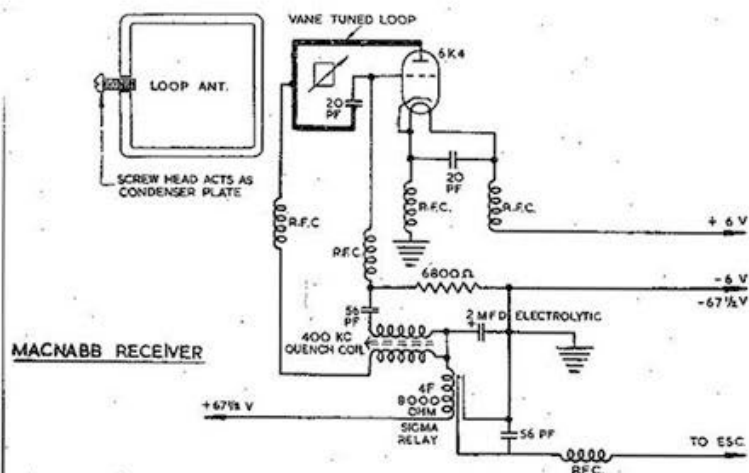 VANE TUNED LOOP
6K4
LOOP ANT.
20
PF
SCREW HEAD ACTS AS
CONDENSER PLATE
20
PF
R.F.C
R.F.C.
R.F.C.
+ 6 V
R.F.C.
6800Ω
- 6 V
-67½V
56
PF
2 MFD ELECTROLYTIC
+
400 KC
QUENCH COIL
MACNABB RECEIVER
4F
8000
OHM
SIGMA
RELAY
+67½ V
56 PF
TO ESC.
R.F.C.